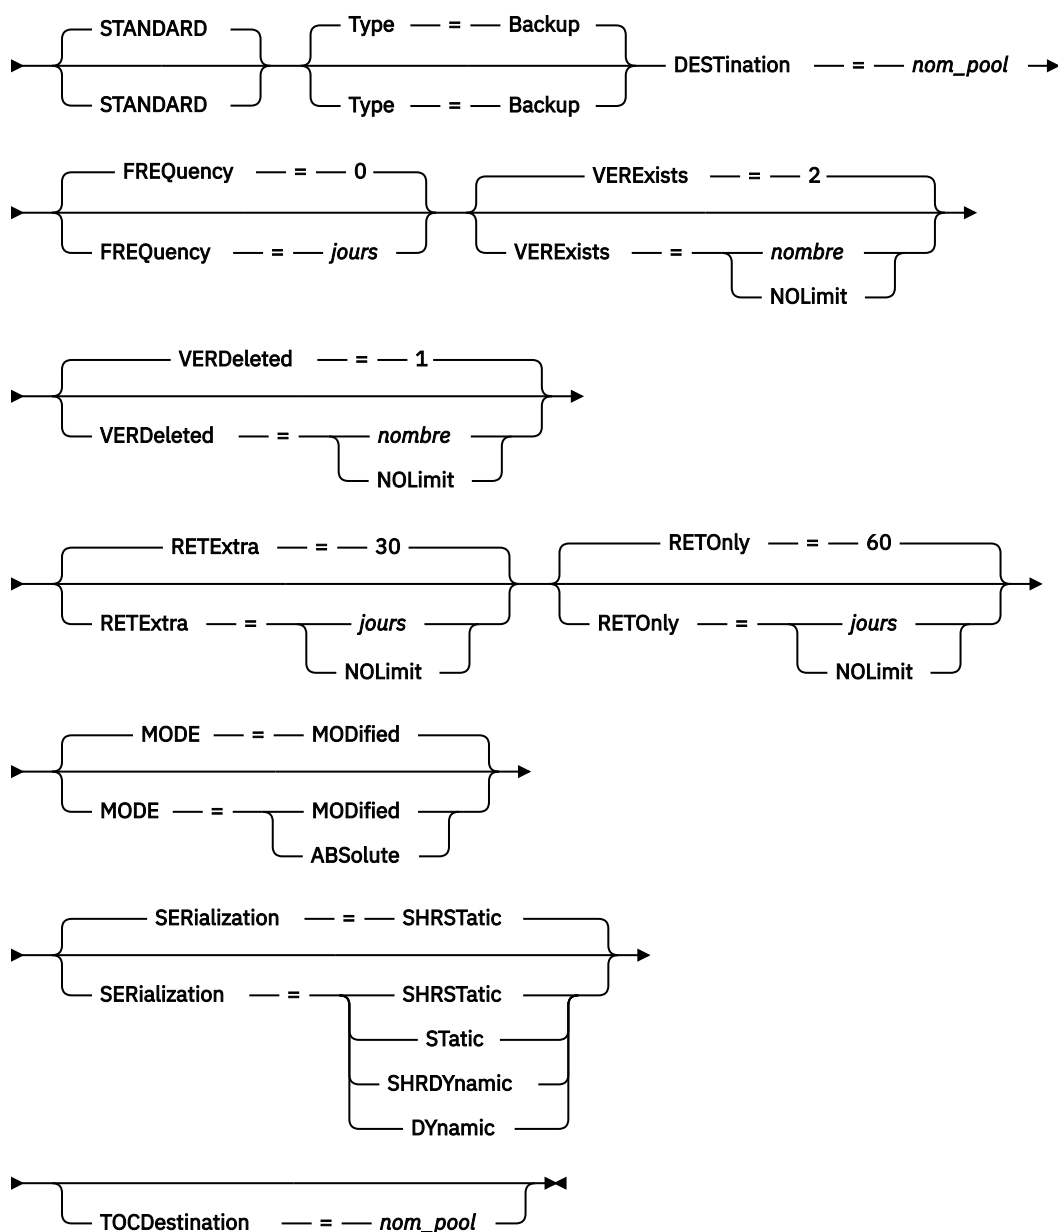 STANDARD Type = Backup
DESTination = nom_pool
STANDARD Type = Backup
FREQuency = 0 VERExists = 2
FREQuency = jours VERExists = nombre
NOLimit
VERDeleted = 1
VERDeleted = nombre
NOLimit
RETExtra = 30 RETOnly = 60
RETExtra = jours RETOnly = jours
NOLimit NOLimit
MODE = MODified
MODE = MODified
ABSolute
SERialization = SHRSTatic
SERialization = SHRSTatic
STatic
SHRDYnamic
DYnamic
TOCDestination = nom_pool